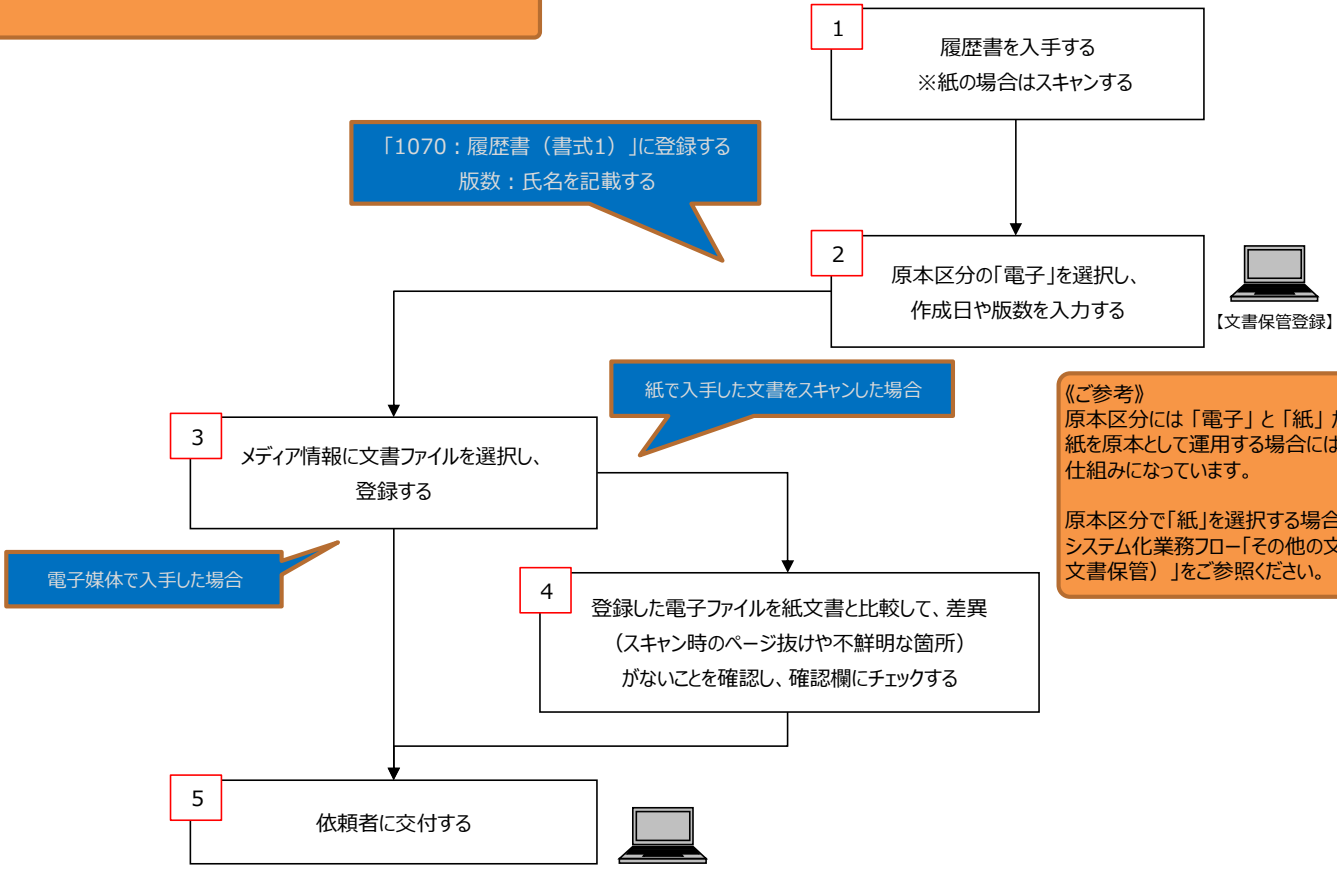 1
履歴書を入手する
※紙の場合はスキャンする
「1070：履歴書（書式1）」に登録する
版数：氏名を記載する
2
原本区分の「電子」を選択し、
作成日や版数を入力する
【文書保管登録】
紙で入手した文書をスキャンした場合
《ご参考》
原本区分には「電子」と「紙」
紙を原本として運用する場合には
仕組みになっています。
原本区分で「紙」を選択する場合
システム化業務フロー「その他の文
文書保管）」をご参照ください。
3
メディア情報に文書ファイルを選択し、
登録する
電子媒体で入手した場合
4
登録した電子ファイルを紙文書と比較して、差異
（スキャン時のページ抜けや不鮮明な箇所）
がないことを確認し、確認欄にチェックする
5
依頼者に交付する